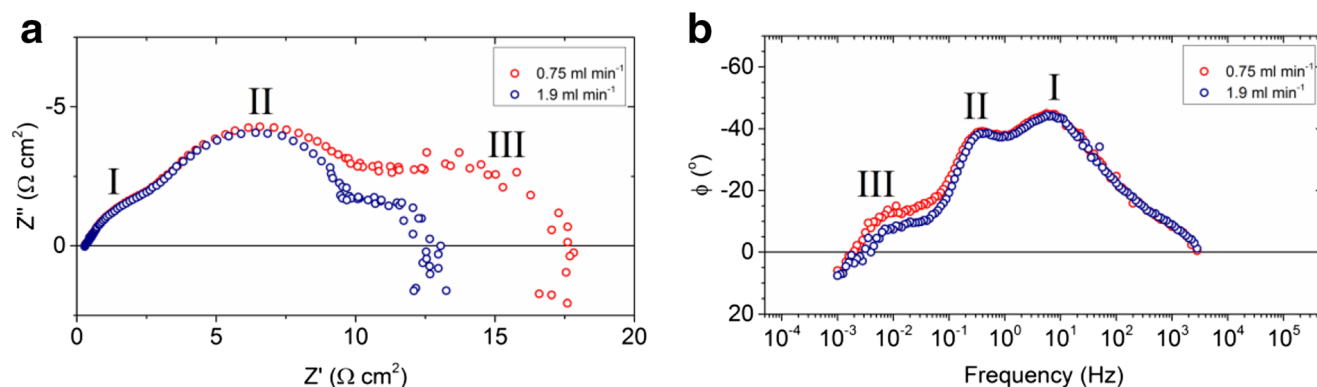 a
-5
0
Z'' (Ω cm²)
I
II
III
0.75 ml min⁻¹
1.9 ml min⁻¹
0 5 10 15 20
Z' (Ω cm²)
b
-60
-40
-20
0
20
ϕ (°)
III
II
I
0.75 ml min⁻¹
1.9 ml min⁻¹
10⁻⁴ 10⁻³ 10⁻² 10⁻¹ 10⁰ 10¹ 10² 10³ 10⁴ 10⁵
Frequency (Hz)